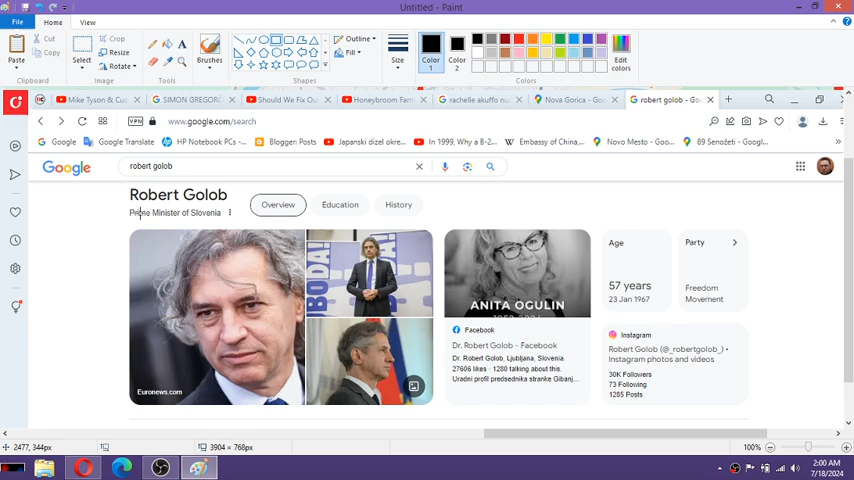 Untitled - Paint
File
Home
View
Paste
Cut
Copy
Clipboard
Select
Crop
Resize
Rotate
Image
Tools
Brushes
Shapes
Outline
Fill
Size
Color 1
Color 2
Colors
Edit colors
Mike Tyson & Cus
SIMON GREGORČ
Should We Fix Ou
Honeyboom Fam
rachelle akuffo nu
Nova Gorica - Goo
robert golob - Goo
VPN
www.google.com/search
Google
Google Translate
HP Notebook PCs -...
Blogger: Posts
Japanski dizel okre...
In 1999, Why a B-2...
Embassy of China,...
Novo Mesto - Googl...
89 Senožeti - Googl...
Google
robert golob
Robert Golob
Prime Minister of Slovenia
Overview
Education
History
Euronews.com
ANITA OGULIN
Facebook
Dr. Robert Golob - Facebook
Dr. Robert Golob, Ljubljana, Slovenia.
27606 likes · 1280 talking about this.
Uradni profil predsednika stranke Gibanj...
Age
57 years
23 Jan 1967
Party
Freedom
Movement
Instagram
Robert Golob (@_robertgolob_) •
Instagram photos and videos
30K Followers
73 Following
1285 Posts
2477, 344px
3904 × 768px
100%
2:00 AM
7/18/2024